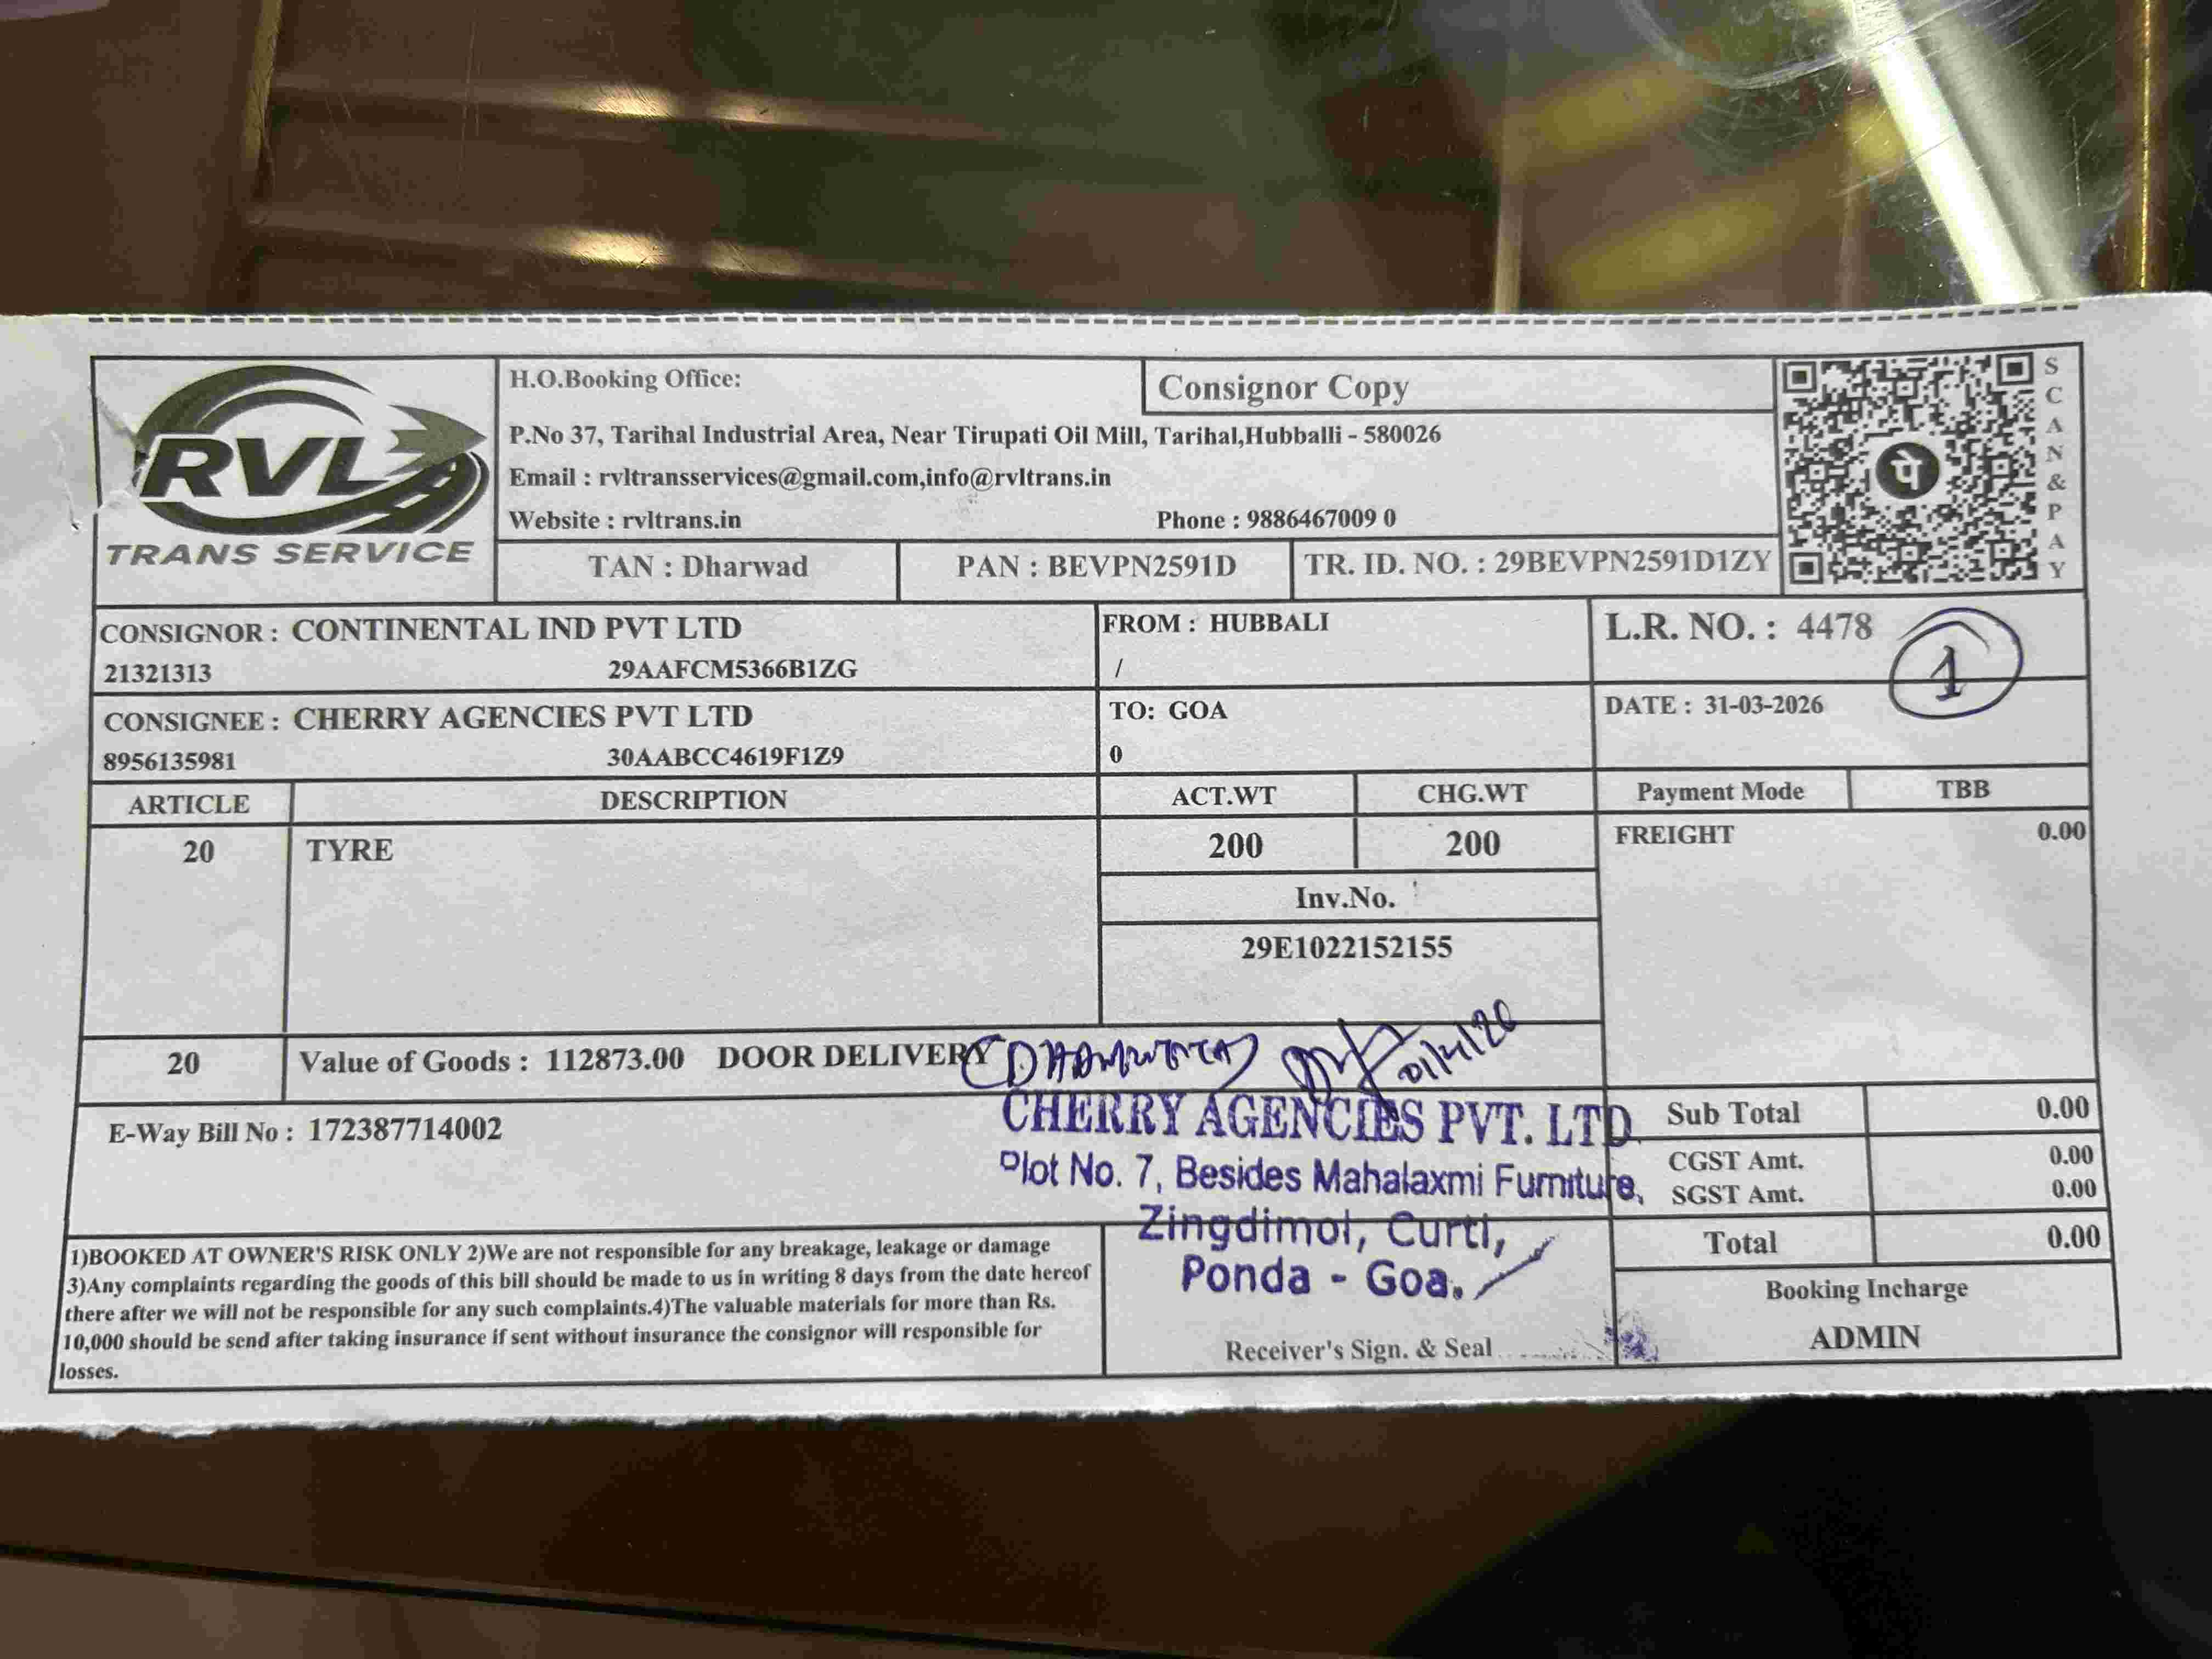 RVL
TRANS SERVICE
H.O.Booking Office:
Consignor Copy
P.No 37, Tarihal Industrial Area, Near Tirupati Oil Mill, Tarihal,Hubballi - 580026
Email : rvltransservices@gmail.com,info@rvltrans.in
Website : rvltrans.in Phone : 9886467009 0
TAN : Dharwad PAN : BEVPN2591D TR. ID. NO. : 29BEVPN2591D1ZY
SCAN&PAY
पे
CONSIGNOR : CONTINENTAL IND PVT LTD FROM : HUBBALI L.R. NO. : 4478
21321313 29AAFCM5366B1ZG / 1
CONSIGNEE : CHERRY AGENCIES PVT LTD TO: GOA DATE : 31-03-2026
8956135981 30AABCC4619F1Z9 0
ARTICLE DESCRIPTION ACT.WT CHG.WT Payment Mode TBB
20 TYRE 200 200 FREIGHT 0.00
Inv.No.
29E1022152155
20 Value of Goods : 112873.00 DOOR DELIVERY
E-Way Bill No : 172387714002
CHERRY AGENCIES PVT. LTD
Plot No. 7, Besides Mahalaxmi Furniture,
Zingdimol, Curti,
Ponda - Goa.
Sub Total 0.00
CGST Amt. 0.00
SGST Amt. 0.00
Total 0.00
1)BOOKED AT OWNER'S RISK ONLY 2)We are not responsible for any breakage, leakage or damage
3)Any complaints regarding the goods of this bill should be made to us in writing 8 days from the date hereof
there after we will not be responsible for any such complaints.4)The valuable materials for more than Rs.
10,000 should be send after taking insurance if sent without insurance the consignor will responsible for
losses.
Receiver's Sign. & Seal
Booking Incharge
ADMIN